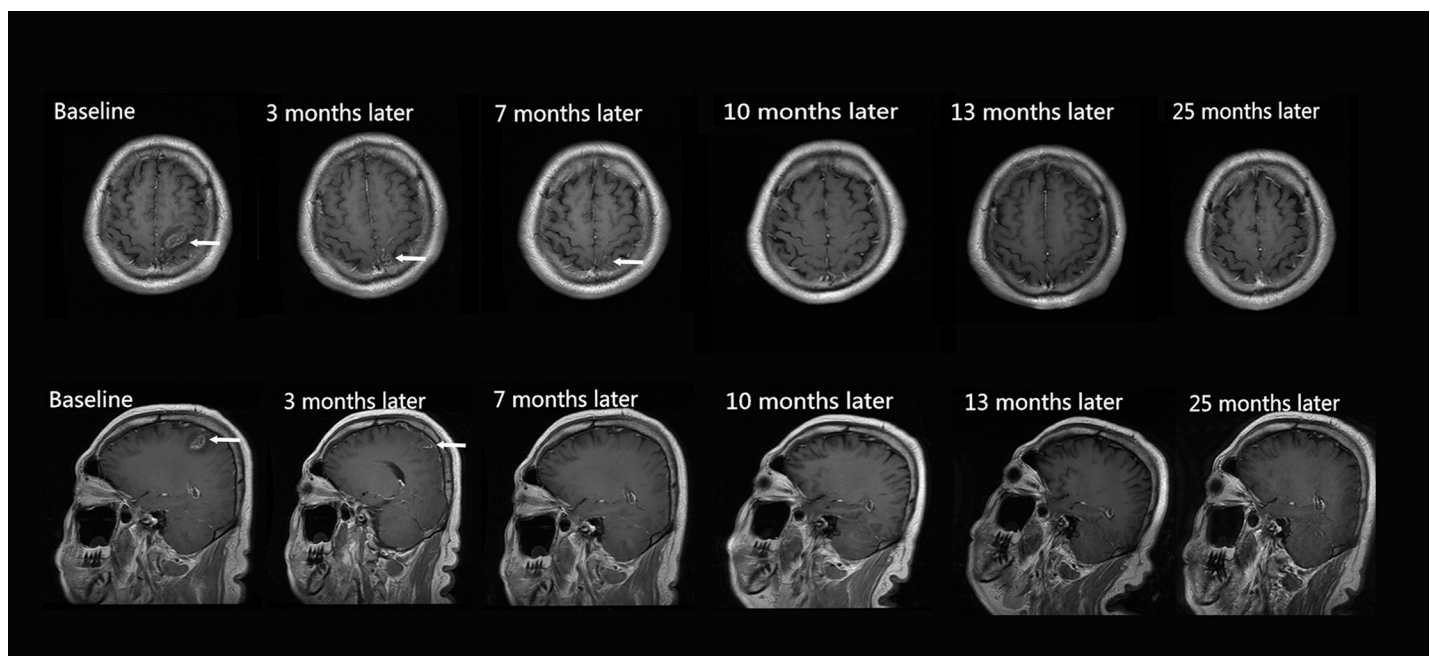 Baseline
3 months later
7 months later
10 months later
13 months later
25 months later
Baseline
3 months later
7 months later
10 months later
13 months later
25 months later